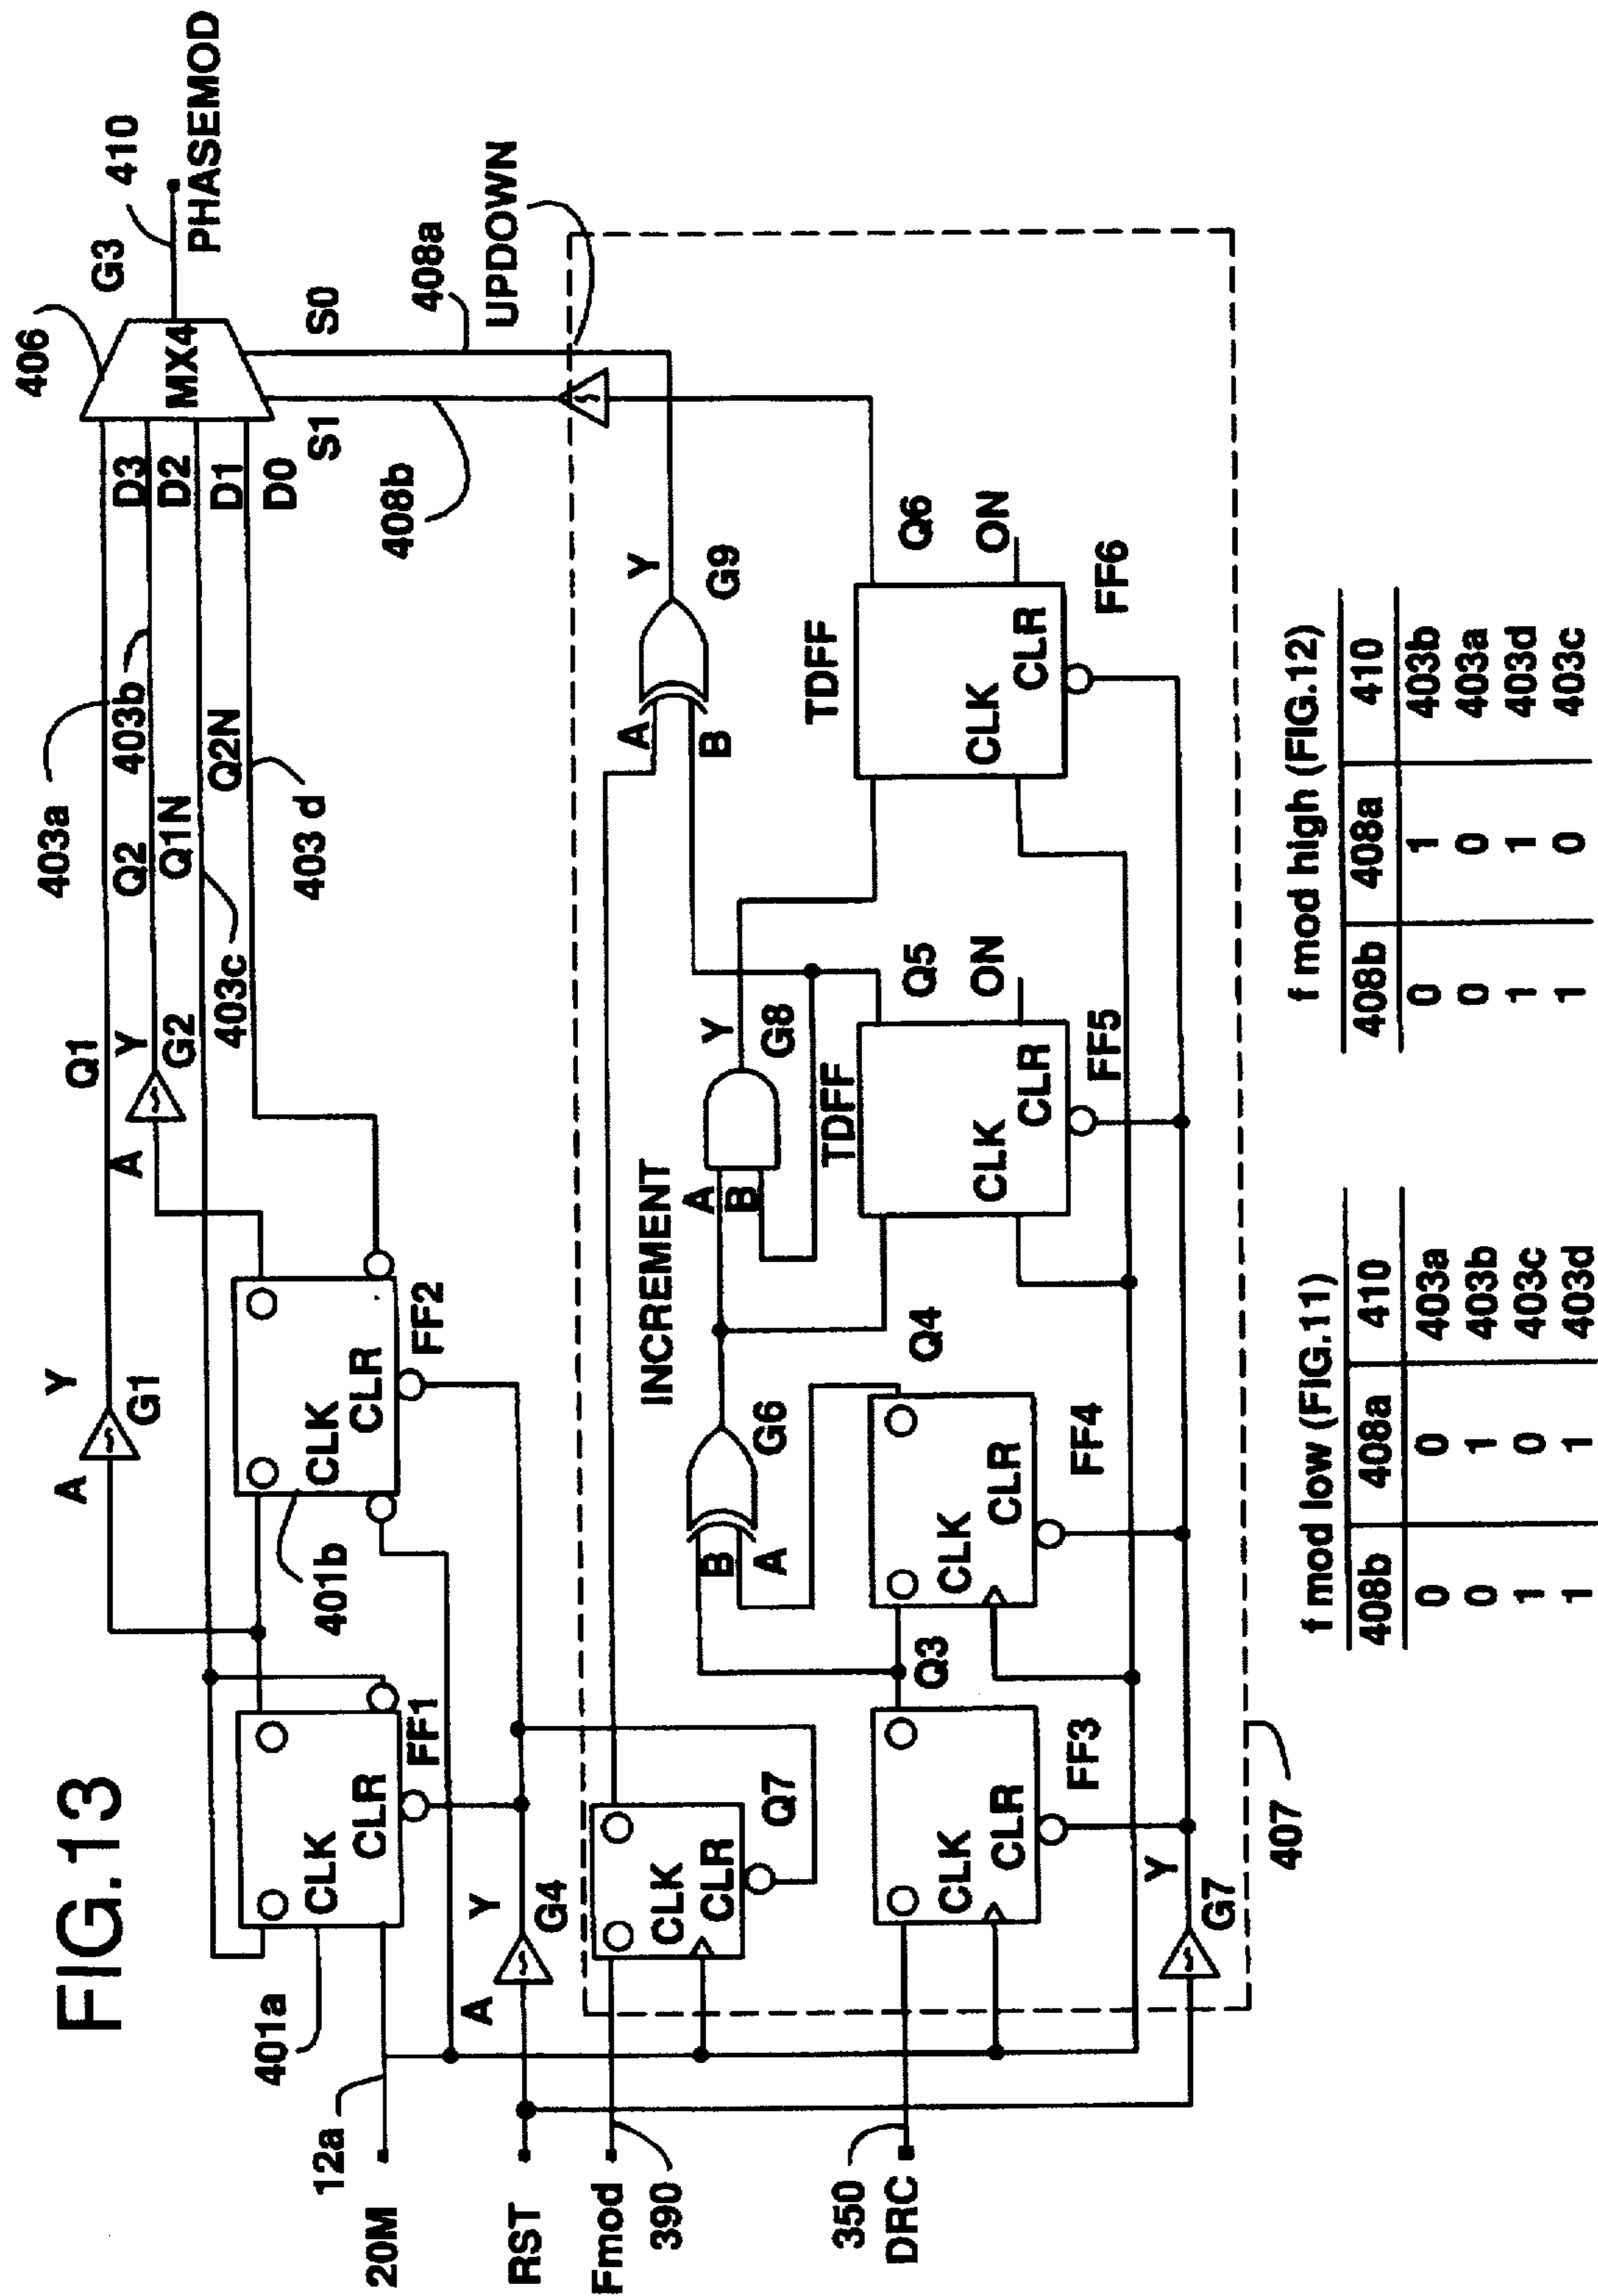 FIG.13
406
G3
410
PHASEMOD
MX4
D3
D2
D1
D0
S1
S0
408a
408b
UPDOWN
403a
Q1
Q2
403b
Q1N
Q2N
403c
403 d
A
Y
G1
A
Y
G2
401a
CLK
CLR
FF1
401b
CLK
CLR
FF2
12a
20M
RST
A
Y
G4
Fmod
390
CLK
CLR
Q7
350
DRC
CLK
CLR
FF3
Q3
CLK
CLR
FF4
Q4
B
A
G6
INCREMENT
A
B
Y
G8
TDFF
CLK
CLR
Q5
ON
FF5
A
B
Y
G9
TDFF
CLK
CLR
Q6
ON
FF6
Y
G7
407
f mod low (FIG.11)
408b 408a 410
0 0 403a
0 1 403b
1 0 403c
1 1 403d
f mod high (FIG.12)
408b 408a 410
0 1 403b
0 0 403a
1 1 403d
1 0 403c